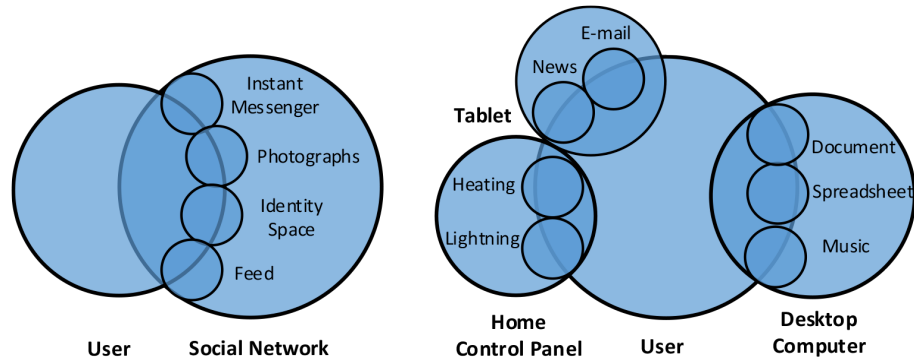 Instant
Messenger
Photographs
Identity
Space
Feed
User
Social Network
E-mail
News
Tablet
Heating
Lightning
Document
Spreadsheet
Music
Home
Control Panel
User
Desktop
Computer